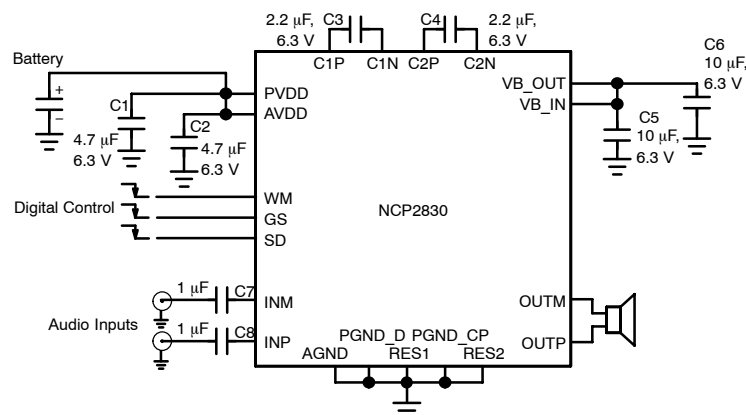 2.2 μF, C3
6.3 V
C4 2.2 μF,
6.3 V
C1P C1N C2P C2N
Battery
+
–
C1
4.7 μF
6.3 V
C2
4.7 μF
6.3 V
PVDD
AVDD
VB_OUT
VB_IN
C6
10 μF,
6.3 V
C5
10 μF,
6.3 V
Digital Control
WM
GS
SD
NCP2830
Audio Inputs
1 μF C7
1 μF C8
INM
INP
OUTM
OUTP
PGND_D PGND_CP
AGND RES1 RES2